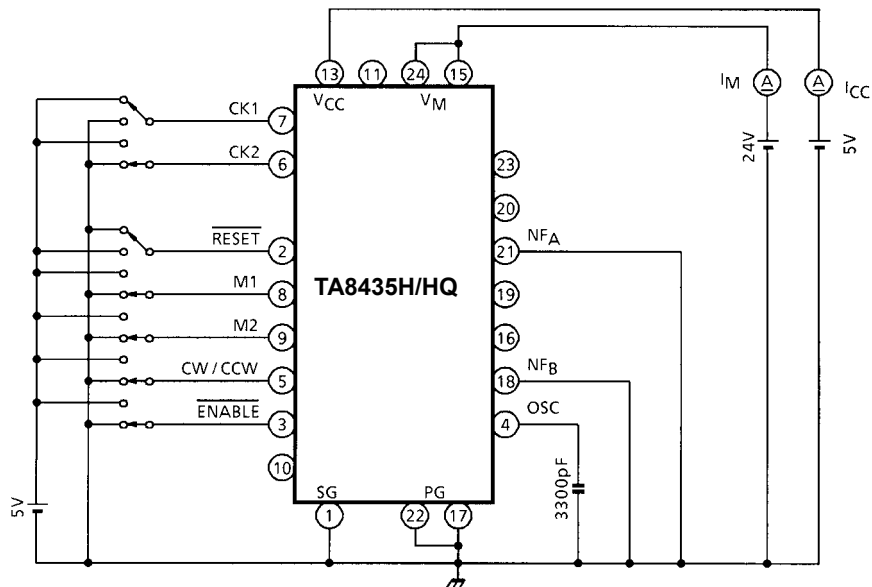 13 11 24 15
VCC VM
IM A A ICC
24V 5V
CK1 7
CK2 6
23
20
RESET 2
21 NFA
M1 8
TA8435H/HQ
19
M2 9
16
CW / CCW 5
18 NFB
ENABLE 3
4 OSC
10
3300pF
5V
SG PG
1 22 17